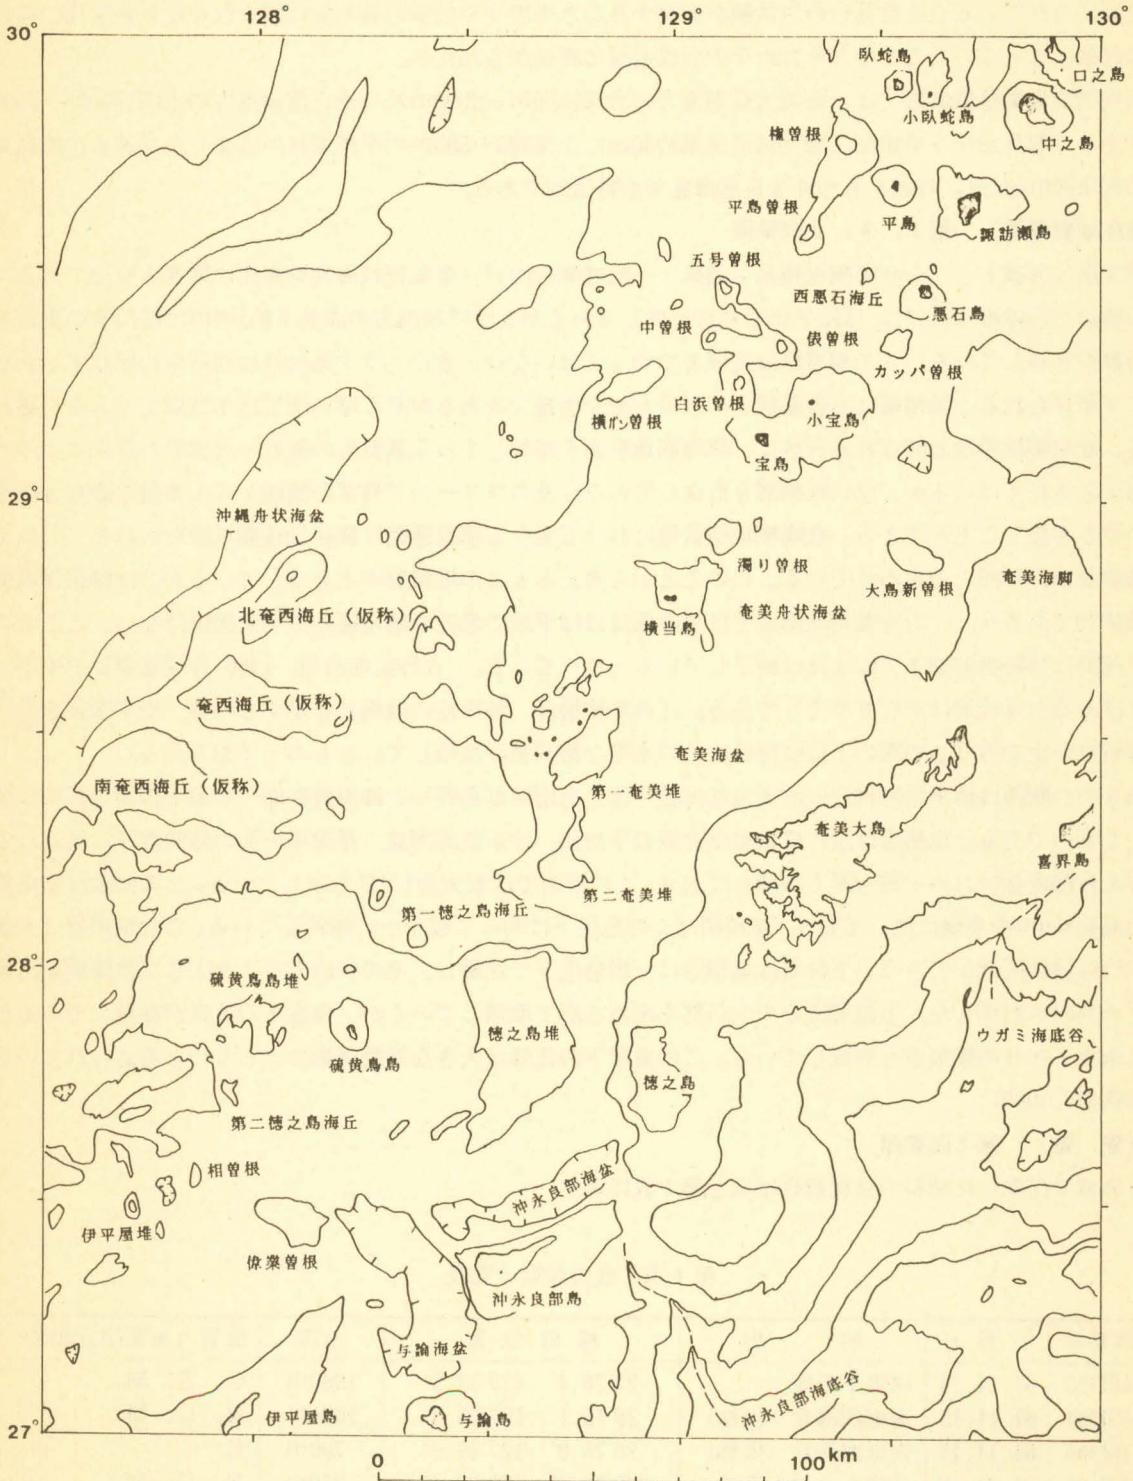 128°
129°
130°
30°
臥蛇島
口之島
小臥蛇島
権曽根
中之島
平島曽根
平島
諏訪瀬島
五号曽根
西悪石海丘
悪石島
中曽根
俵曽根
カッパ曽根
白浜曽根
小宝島
横ガン曽根
宝島
29°
沖縄舟状海盆
濁り曽根
大島新曽根
奄美海脚
北奄西海丘（仮称）
奄美舟状海盆
横当島
奄西海丘（仮称）
奄美海盆
南奄西海丘（仮称）
第一奄美堆
奄美大島
喜界島
第二奄美堆
第一徳之島海丘
28°
硫黄鳥島堆
徳之島堆
ウガミ海底谷
硫黄鳥島
徳之島
第二徳之島海丘
相曽根
沖永良部海盆
伊平屋堆
偉業曽根
沖永良部島
与論海盆
沖永良部海底谷
伊平屋島
与論島
27°
0
100km